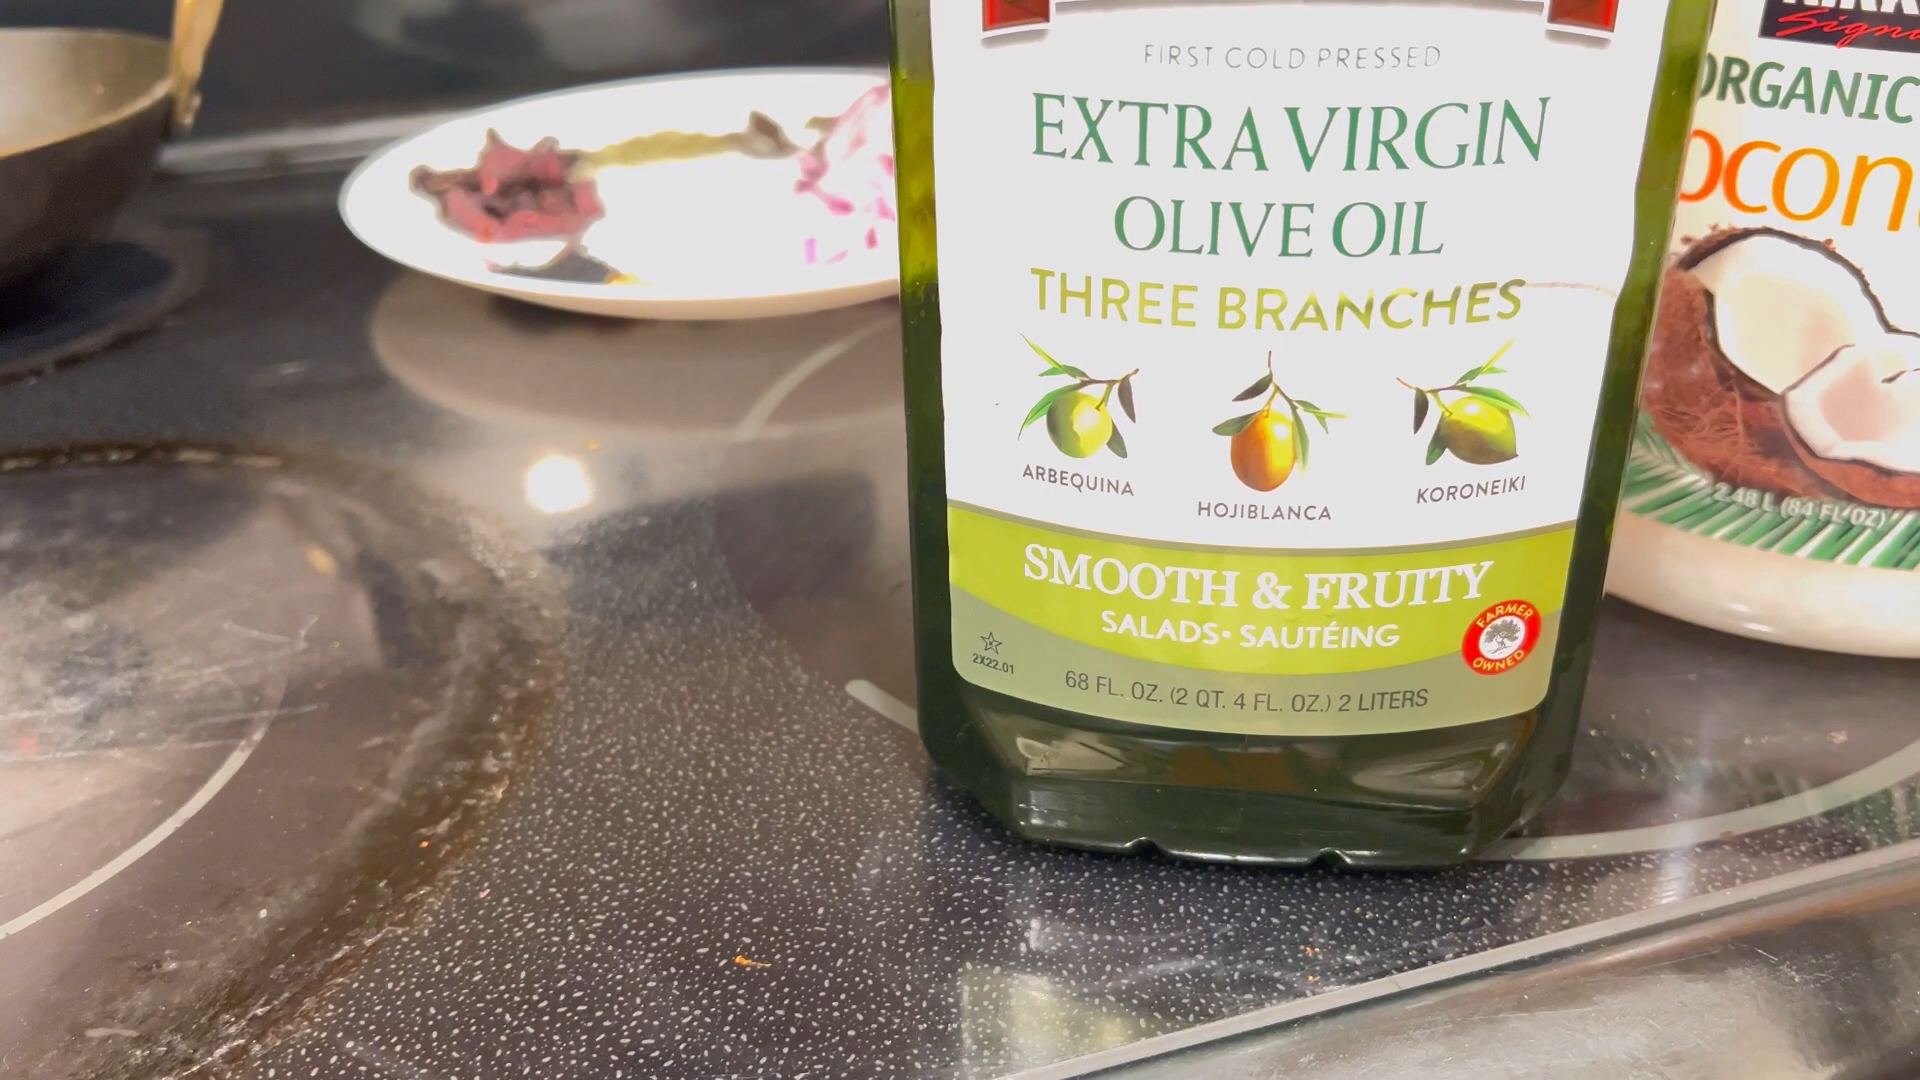 FIRST COLD PRESSED
EXTRA VIRGIN
OLIVE OIL
THREE BRANCHES
ARBEQUINA
HOJIBLANCA
KORONEIKI
SMOOTH & FRUITY
SALADS• SAUTÉING
FARMER
OWNED
K
2X22.01
68 FL. OZ. (2 QT. 4 FL. OZ.) 2 LITERS
ORGANIC
2.48 L (84 FL OZ)